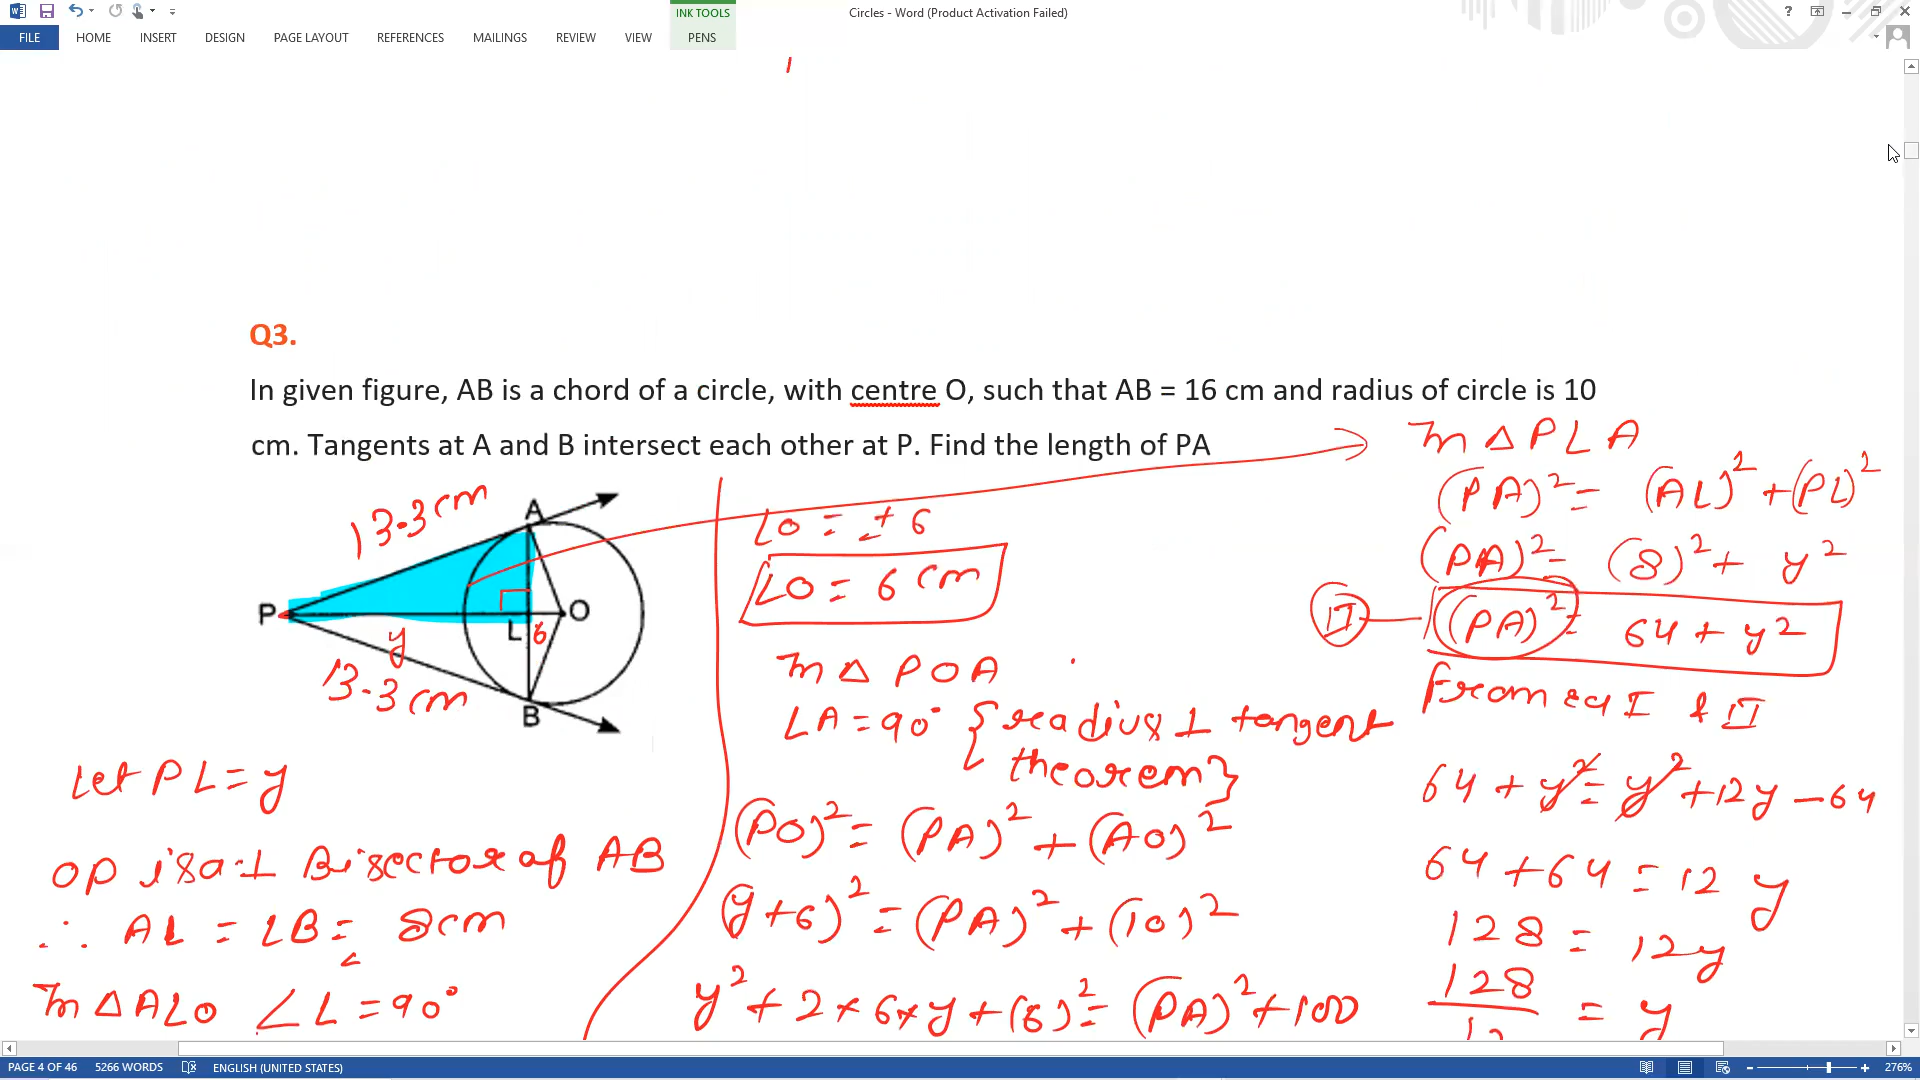 INK TOOLS
Circles - Word (Product Activation Failed)
FILE HOME INSERT DESIGN PAGE LAYOUT REFERENCES MAILINGS REVIEW VIEW PENS
Q3.
In given figure, AB is a chord of a circle, with centre O, such that AB = 16 cm and radius of circle is 10
cm. Tangents at A and B intersect each other at P. Find the length of PA
13.3 cm
A
P
O
L
6
y
13.3 cm
B
Let PL = y
OP is a ⊥ Bisector of AB
∴ AL = LB = 8cm
In △ ALO ∠L = 90°
LO = ± 6
LO = 6 cm
In △ POA
∠A = 90° {radius ⊥ tangent
theorem}
(PO)² = (PA)² + (AO)²
(y+6)² = (PA)² + (10)²
y² + 2×6×y + (6)² = (PA)² + 100
In △ PLA
(PA)² = (AL)² + (PL)²
(PA)² = (8)² + y²
II (PA)² = 64 + y²
From eq I & II
64 + y² = y² + 12y - 64
64 + 64 = 12 y
128 = 12y
128/12 = y
PAGE 4 OF 46 5266 WORDS ENGLISH (UNITED STATES) 276%